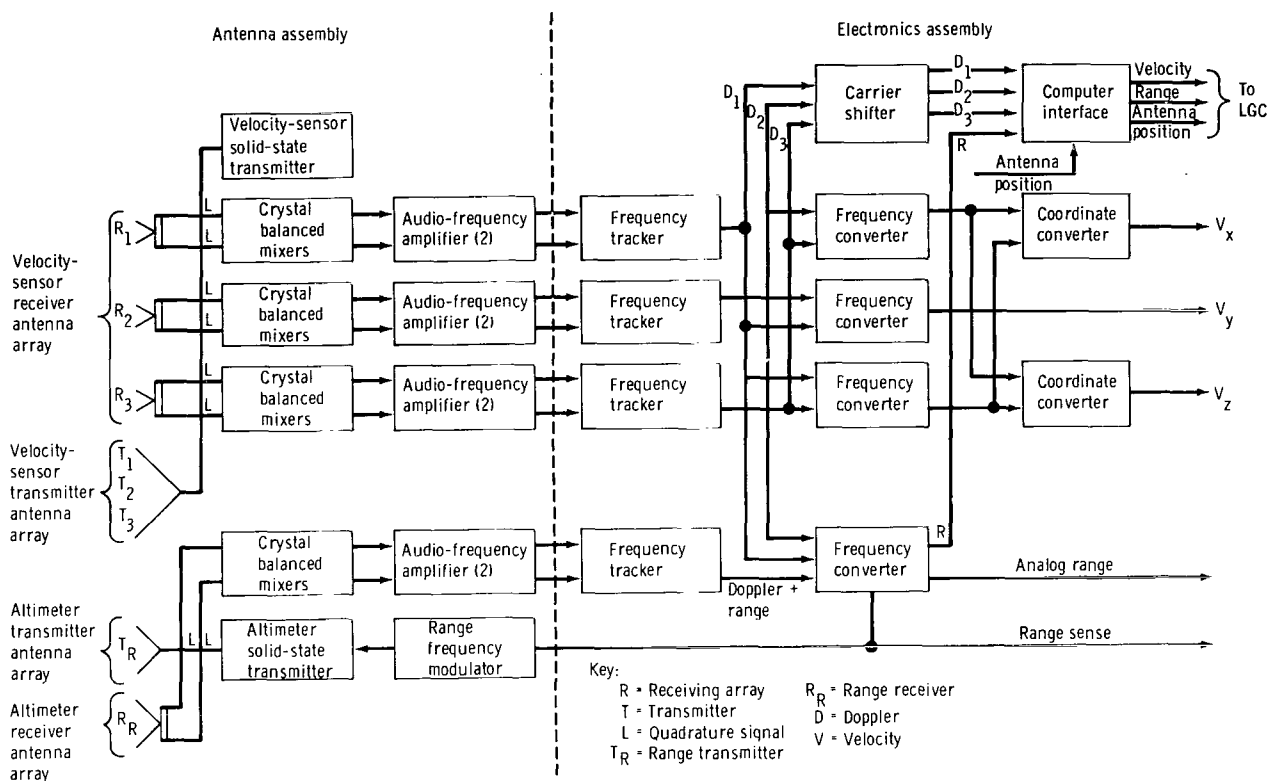 Antenna assembly
Electronics assembly
Velocity-sensor
solid-state
transmitter
Carrier
shifter
Computer
interface
D1
D2
D3
D1
D2
D3
R
Velocity
Range
Antenna
position
To
LGC
Antenna
position
Velocity-
sensor
receiver
antenna
array
R1
R2
R3
L
L
L
L
L
L
Crystal
balanced
mixers
Audio-frequency
amplifier (2)
Frequency
tracker
Frequency
converter
Coordinate
converter
Vx
Crystal
balanced
mixers
Audio-frequency
amplifier (2)
Frequency
tracker
Frequency
converter
Vy
Crystal
balanced
mixers
Audio-frequency
amplifier (2)
Frequency
tracker
Frequency
converter
Coordinate
converter
Vz
Velocity-
sensor
transmitter
antenna
array
T1
T2
T3
Crystal
balanced
mixers
Audio-frequency
amplifier (2)
Frequency
tracker
Doppler +
range
Frequency
converter
R
Analog range
Altimeter
transmitter
antenna
array
TR
L
L
Altimeter
solid-state
transmitter
Range
frequency
modulator
Range sense
Altimeter
receiver
antenna
array
RR
Key:
R = Receiving array
T = Transmitter
L = Quadrature signal
TR = Range transmitter
RR = Range receiver
D = Doppler
V = Velocity